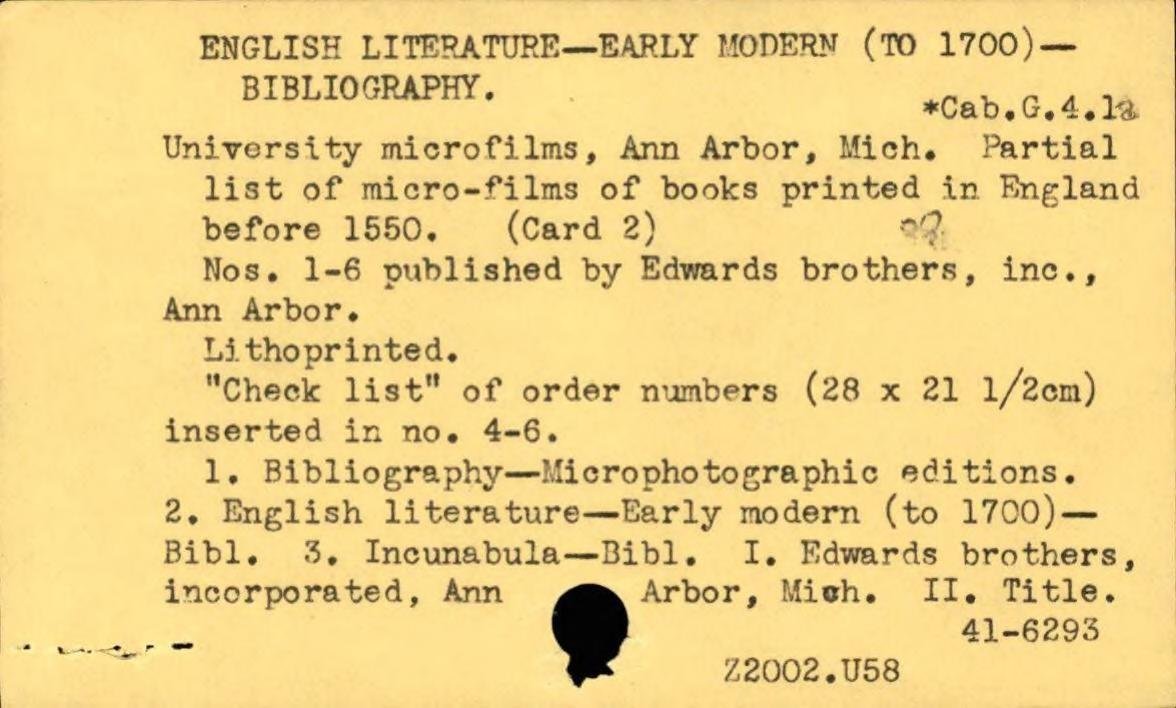 ENGLISH LITERATURE—EARLY MODERN (TO 1700)—
BIBLIOGRAPHY.
*Cab.G.4.1a
University microfilms, Ann Arbor, Mich. Partial
list of micro-films of books printed in England
before 1550. (Card 2)
Nos. 1-6 published by Edwards brothers, inc.,
Ann Arbor.
Lithoprinted.
"Check list" of order numbers (28 x 21 1/2cm)
inserted in no. 4-6.
1. Bibliography—Microphotographic editions.
2. English literature—Early modern (to 1700)—
Bibl. 3. Incunabula—Bibl. I. Edwards brothers,
incorporated, Ann Arbor, Mich. II. Title.
41-6293
Z2002.U58